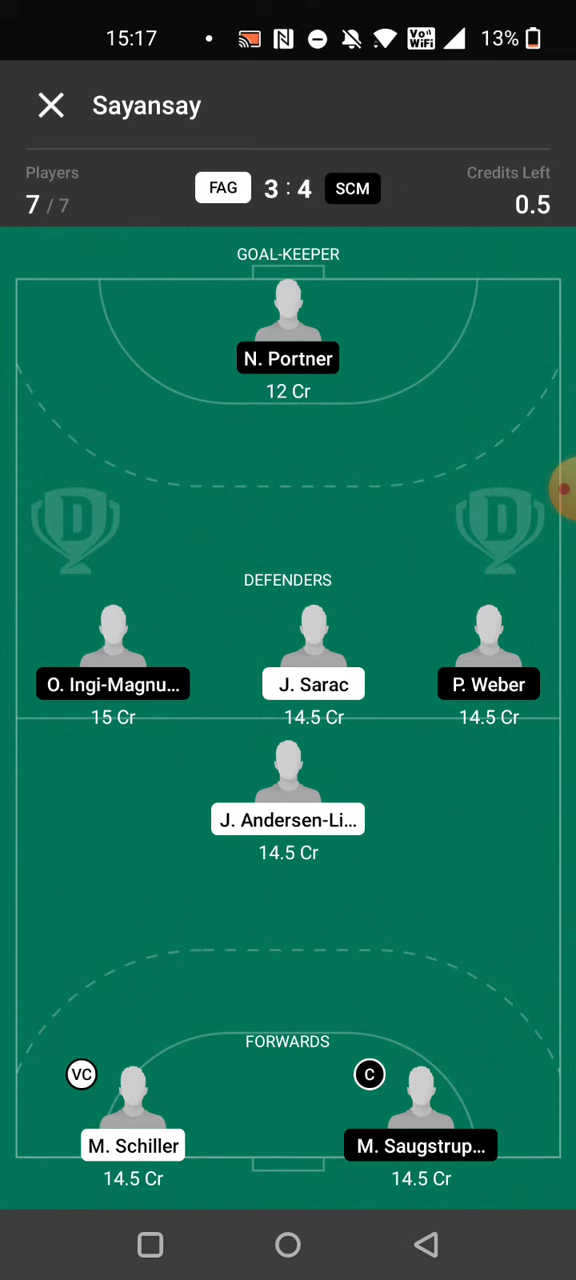 15:17
Vo))
WiFi
13%
Sayansay
Players
7 / 7
FAG 3 : 4 SCM
Credits Left
0.5
GOAL-KEEPER
N. Portner
12 Cr
D
D
DEFENDERS
O. Ingi-Magnu...
15 Cr
J. Sarac
14.5 Cr
P. Weber
14.5 Cr
J. Andersen-Li...
14.5 Cr
FORWARDS
VC
M. Schiller
14.5 Cr
C
M. Saugstrup...
14.5 Cr